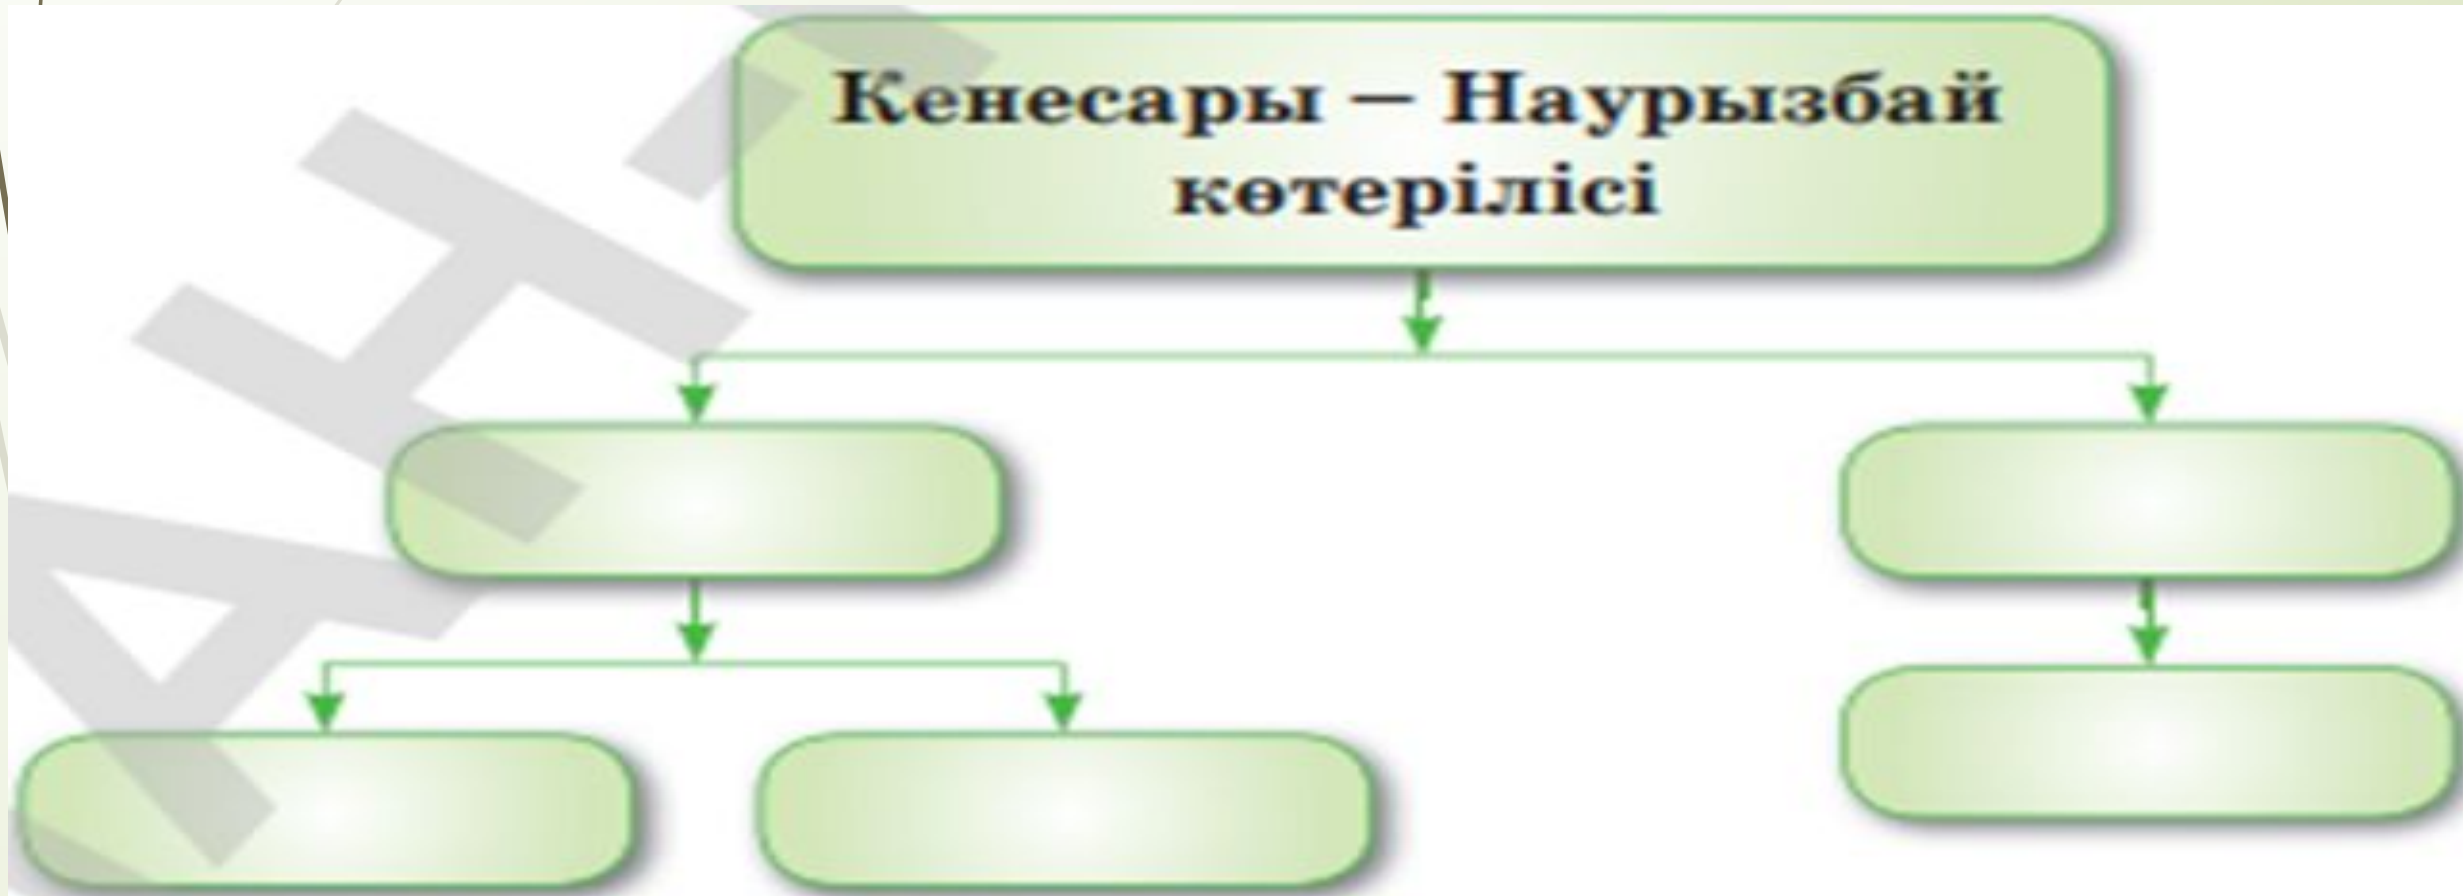 Кенесары — Наурызбай
көтерілісі